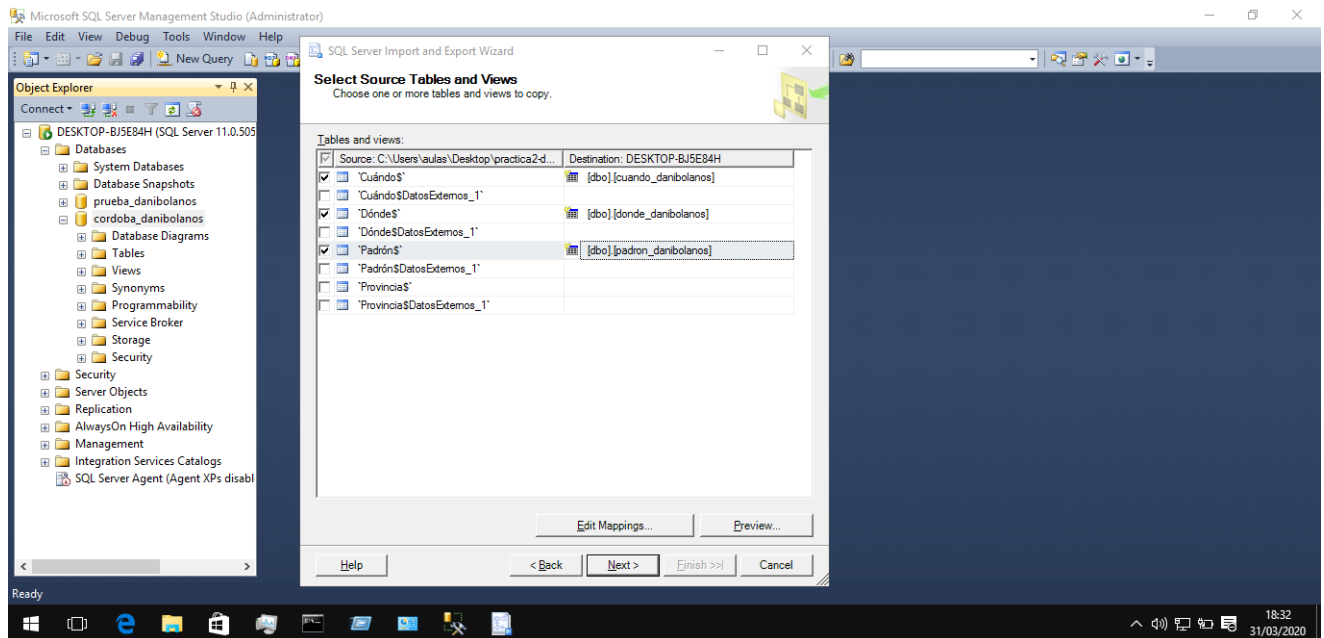 Microsoft SQL Server Management Studio (Administrator)
File Edit View Debug Tools Window Help
New Query
Object Explorer
Connect
DESKTOP-BJ5E84H (SQL Server 11.0.505
Databases
System Databases
Database Snapshots
prueba_danibolanos
cordoba_danibolanos
Database Diagrams
Tables
Views
Synonyms
Programmability
Service Broker
Storage
Security
Security
Server Objects
Replication
AlwaysOn High Availability
Management
Integration Services Catalogs
SQL Server Agent (Agent XPs disabl
SQL Server Import and Export Wizard
Select Source Tables and Views
Choose one or more tables and views to copy.
Tables and views:
Source: C:\Users\aulas\Desktop\practica2-d... Destination: DESKTOP-BJ5E84H
`Cuándo$` [dbo].[cuando_danibolanos]
`Cuándo$DatosExternos_1`
`Dónde$` [dbo].[donde_danibolanos]
`Dónde$DatosExternos_1`
`Padrón$` [dbo].[padron_danibolanos]
`Padrón$DatosExternos_1`
`Provincia$`
`Provincia$DatosExternos_1`
Edit Mappings... Preview...
Help < Back Next > Finish >>| Cancel
Ready
18:32
31/03/2020